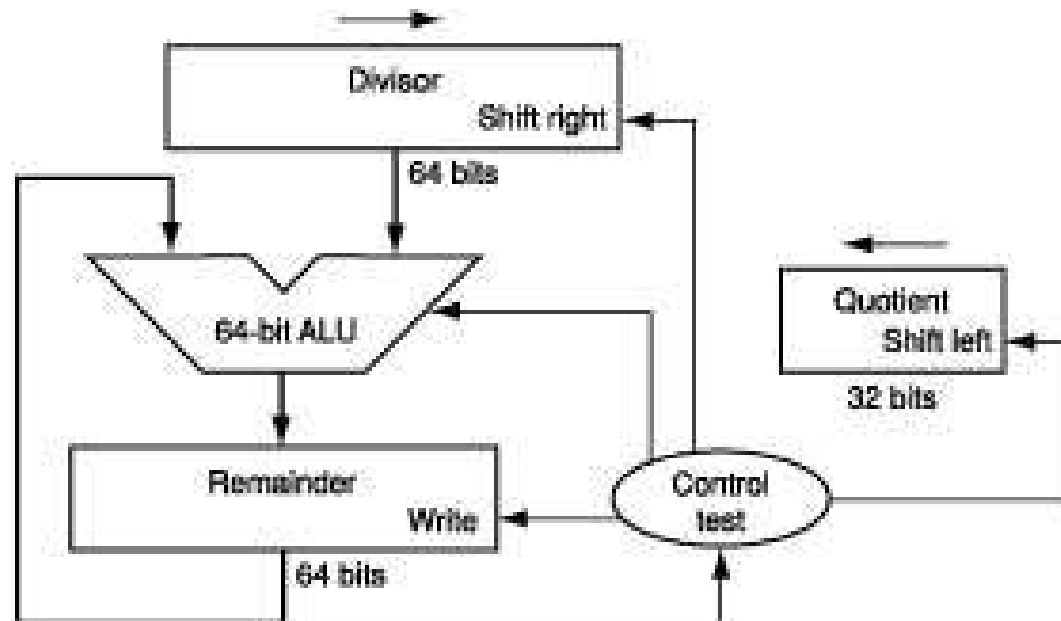 Divisor
Shift right
64 bits
64-bit ALU
Quotient
Shift left
32 bits
Remainder
Write
64 bits
Control
test